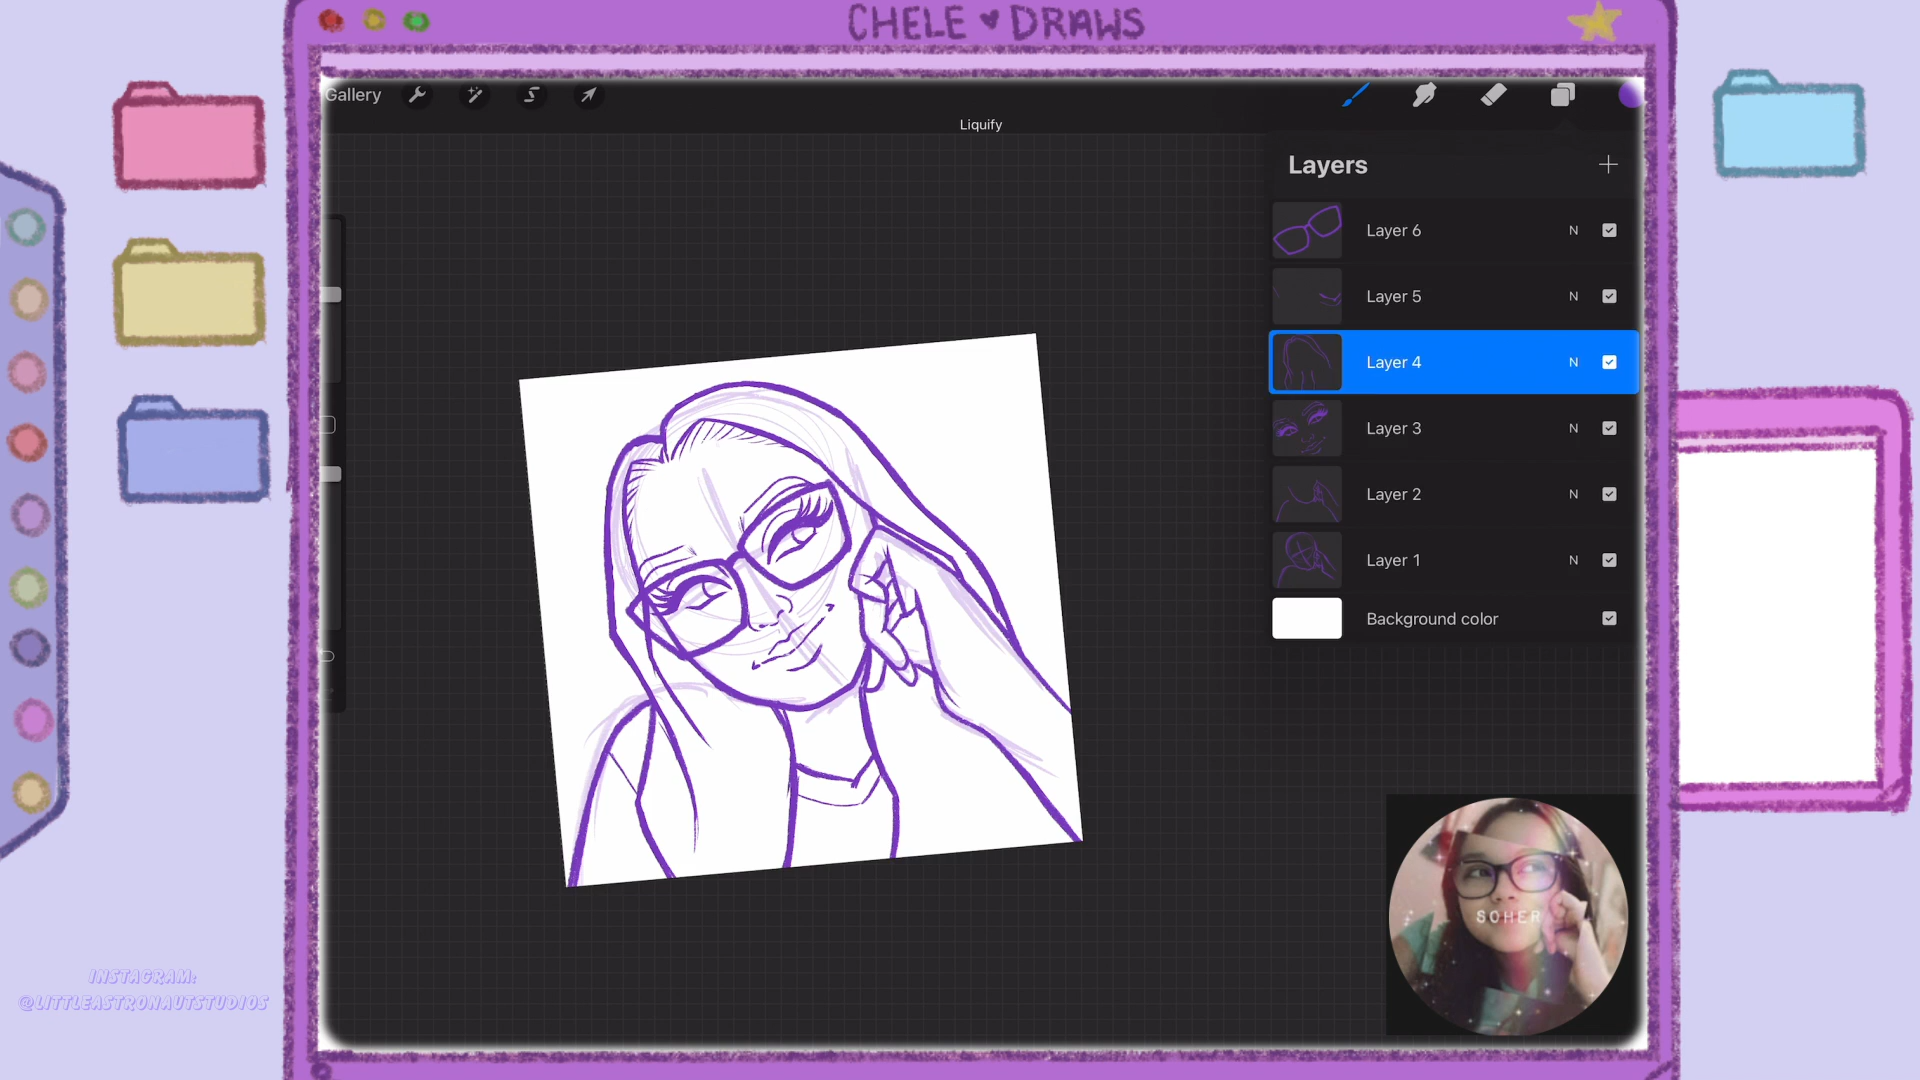 CHELE ♥ DRAWS
Gallery
Liquify
Layers
Layer 6 N
Layer 5 N
Layer 4 N
Layer 3 N
Layer 2 N
Layer 1 N
Background color
SOHER
INSTAGRAM:
@LITTLEASTRONAUTSTUDIOS